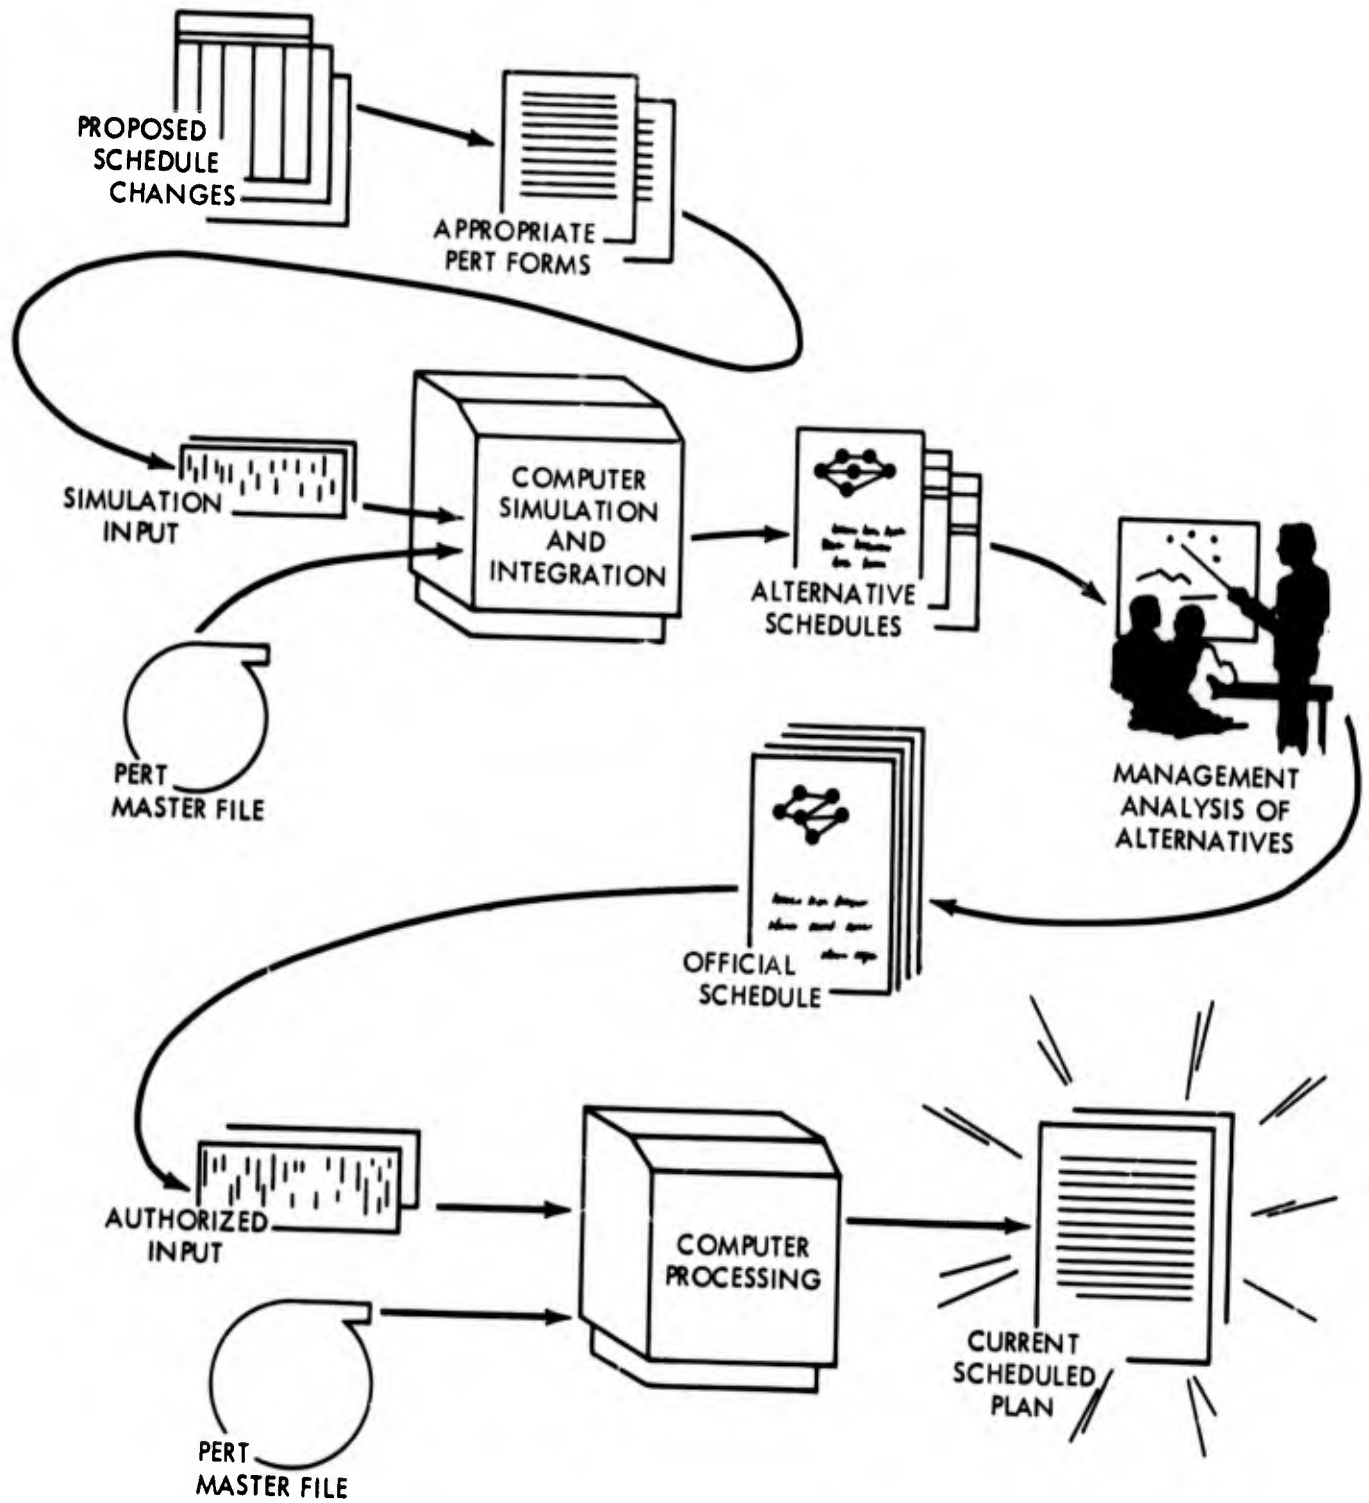 PROPOSED
SCHEDULE
CHANGES
APPROPRIATE
PERT FORMS
SIMULATION
INPUT
COMPUTER
SIMULATION
AND
INTEGRATION
ALTERNATIVE
SCHEDULES
PERT
MASTER FILE
MANAGEMENT
ANALYSIS OF
ALTERNATIVES
OFFICIAL
SCHEDULE
AUTHORIZED
INPUT
COMPUTER
PROCESSING
CURRENT
SCHEDULED
PLAN
PERT
MASTER FILE